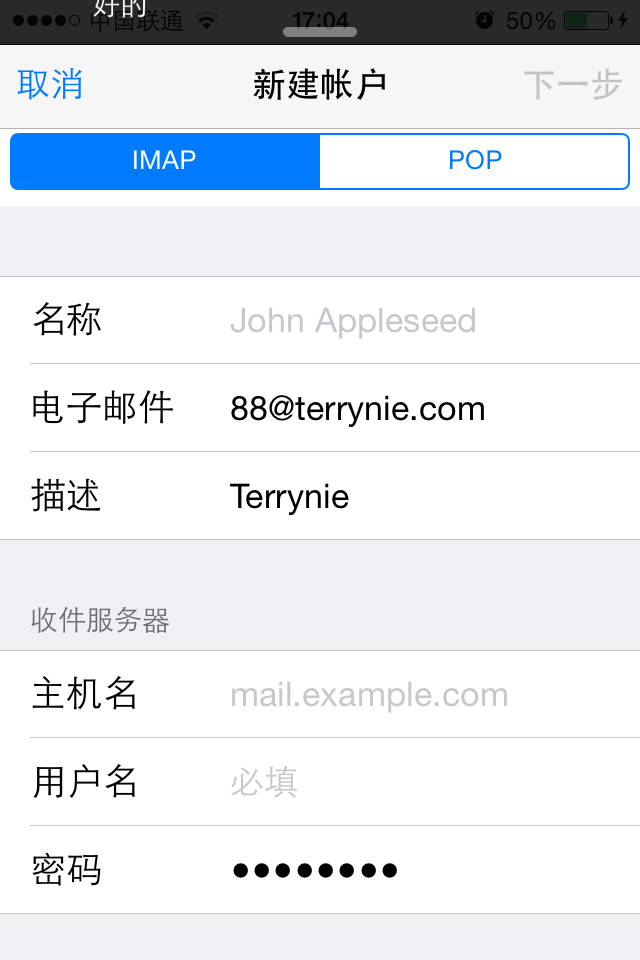 好的
中国联通 17:04 50%
取消 新建帐户 下一步
IMAP POP
名称 John Appleseed
电子邮件 88@terrynie.com
描述 Terrynie
收件服务器
主机名 mail.example.com
用户名 必填
密码 ●●●●●●●●